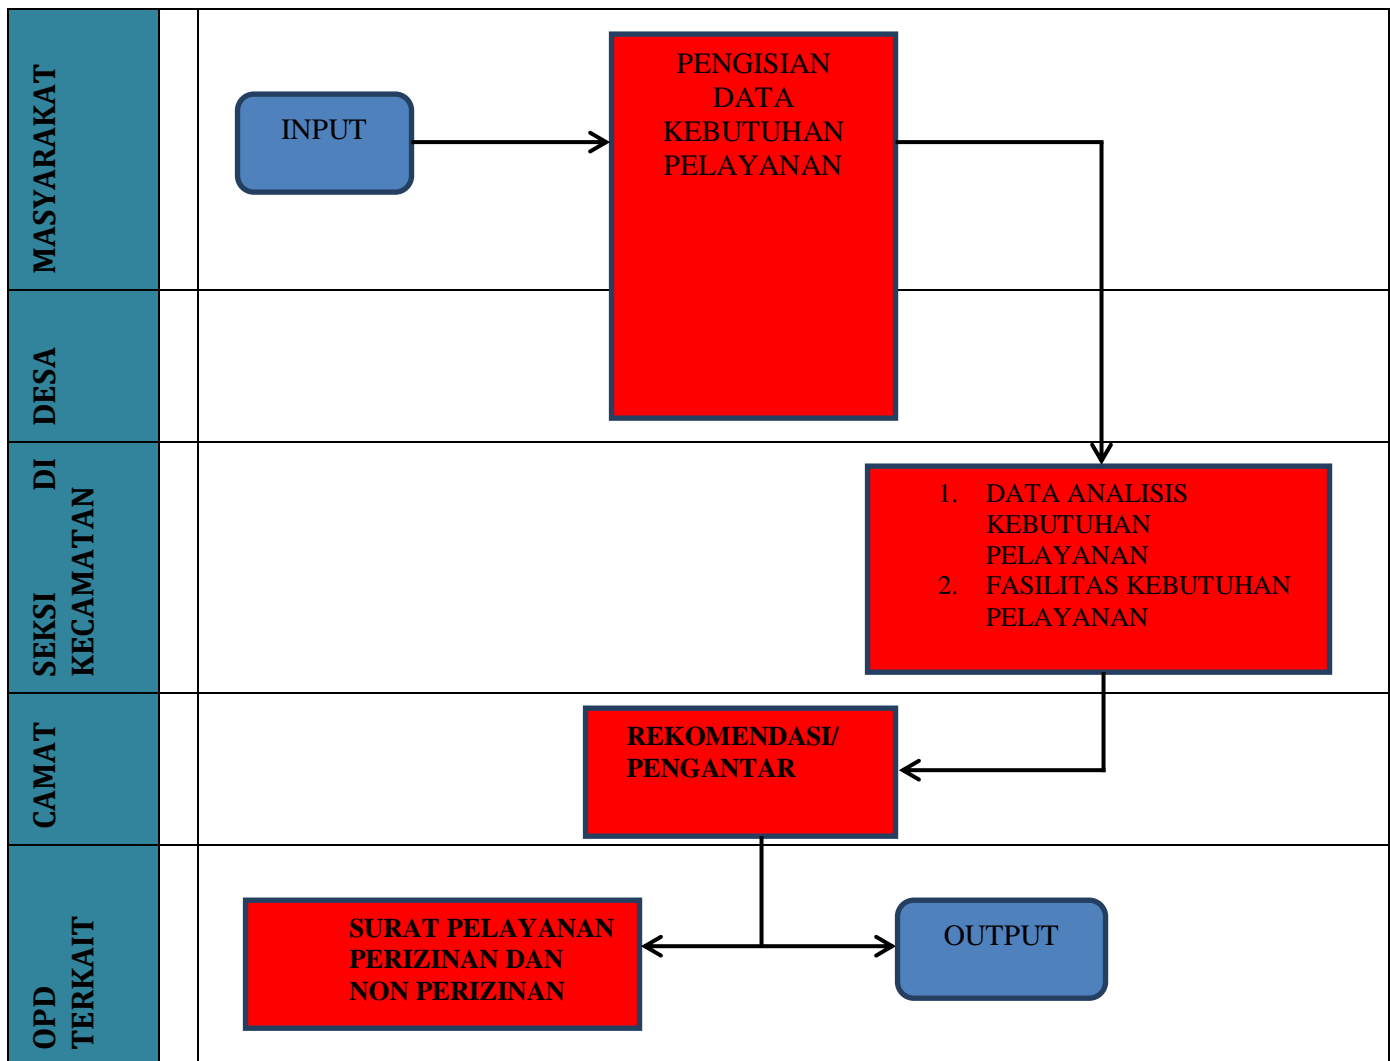 MASYARAKAT
INPUT
PENGISIAN
DATA
KEBUTUHAN
PELAYANAN
DESA
SEKSI DI
KECAMATAN
1. DATA ANALISIS
KEBUTUHAN
PELAYANAN
2. FASILITAS KEBUTUHAN
PELAYANAN
CAMAT
REKOMENDASI/
PENGANTAR
OPD
TERKAIT
SURAT PELAYANAN
PERIZINAN DAN
NON PERIZINAN
OUTPUT